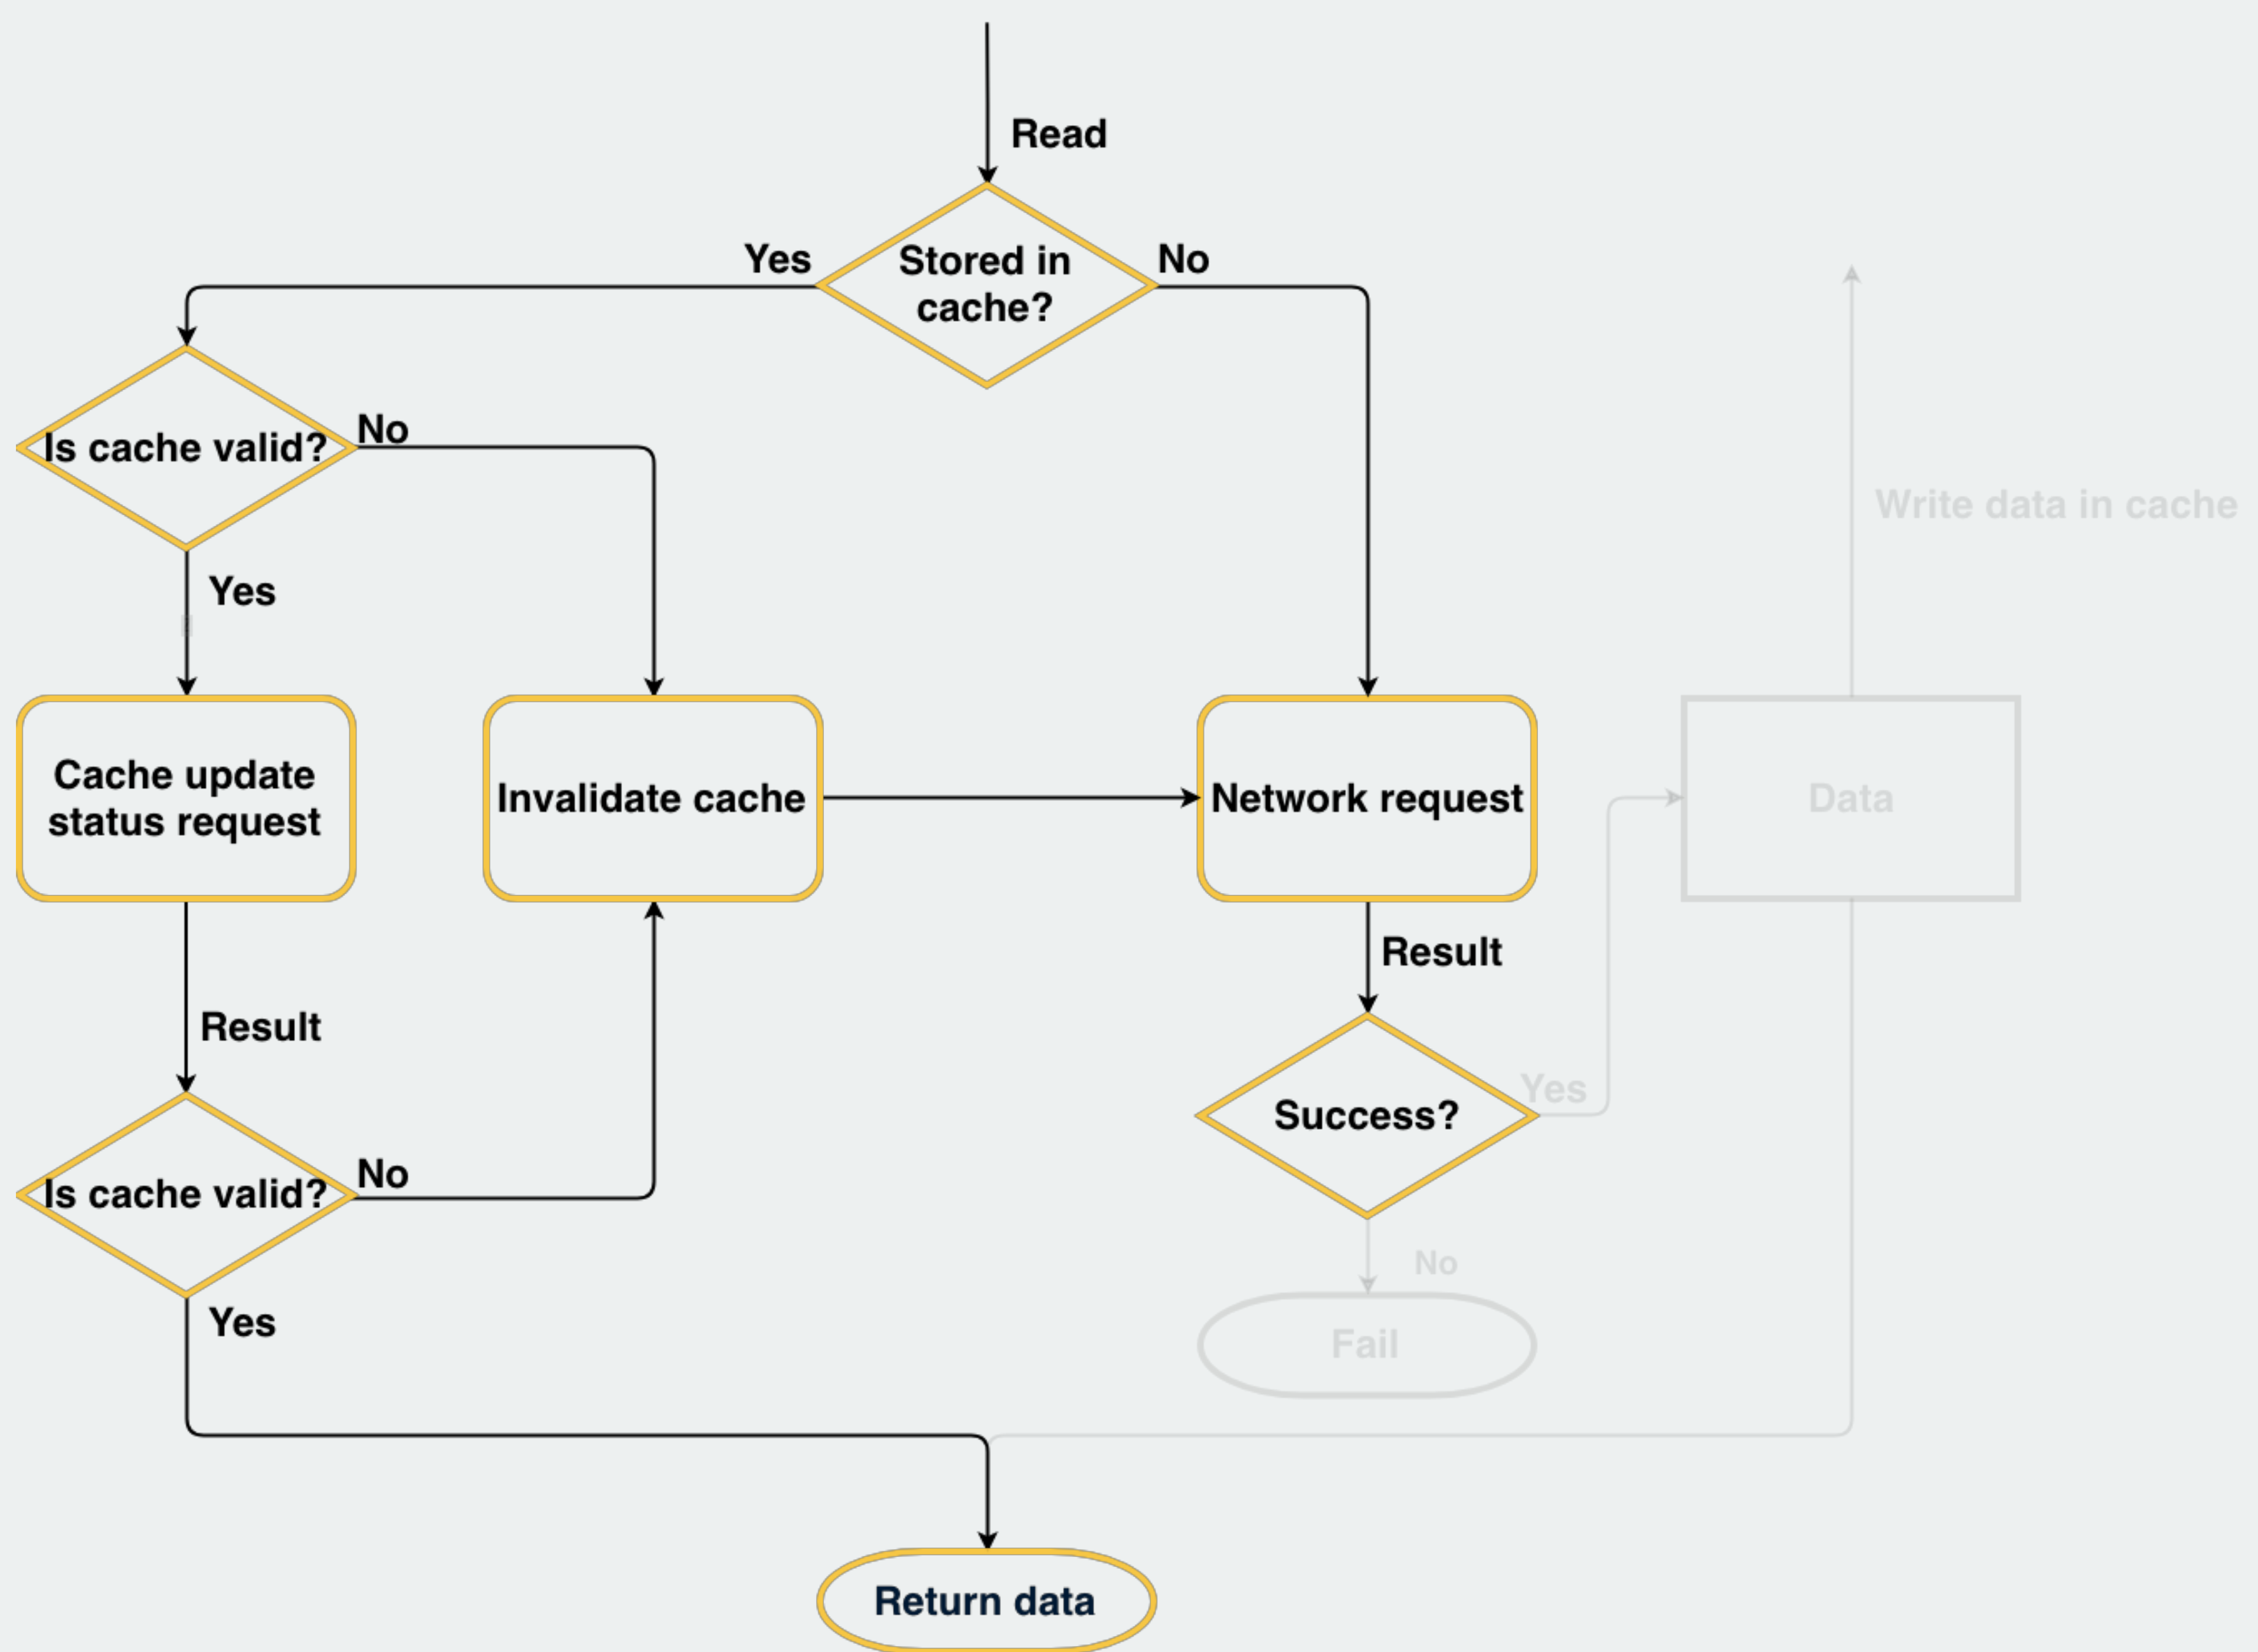 Read
Yes
Stored in
cache?
No
Is cache valid?
No
Write data in cache
Yes
Cache update
status request
Invalidate cache
Network request
Data
Result
Result
Yes
Success?
Is cache valid?
No
No
Yes
Fail
Return data